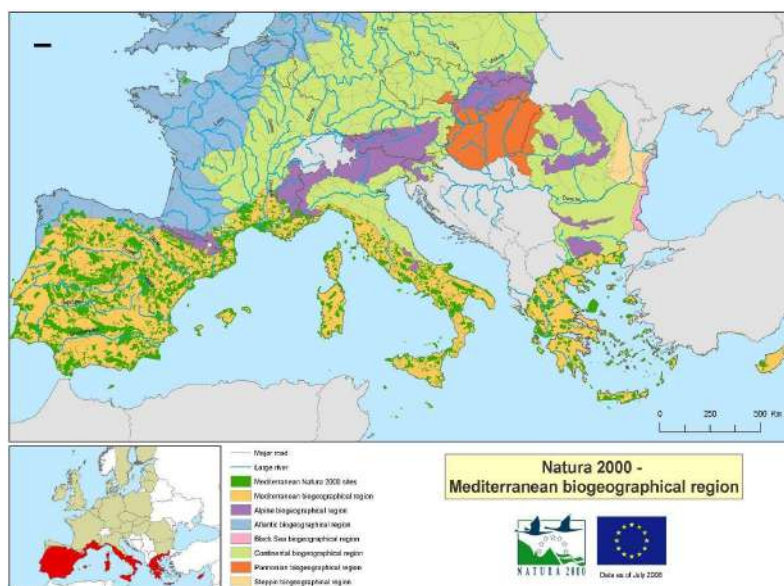 0 250 500 Km
Major road
Large river
Mediterranean Natura 2000 sites
Mediterranean biogeographical region
Alpine biogeographical region
Atlantic biogeographical region
Black Sea biogeographical region
Continental biogeographical region
Pannonian biogeographical region
Steppic biogeographical region
Natura 2000 -
Mediterranean biogeographical region
NATURA 2000